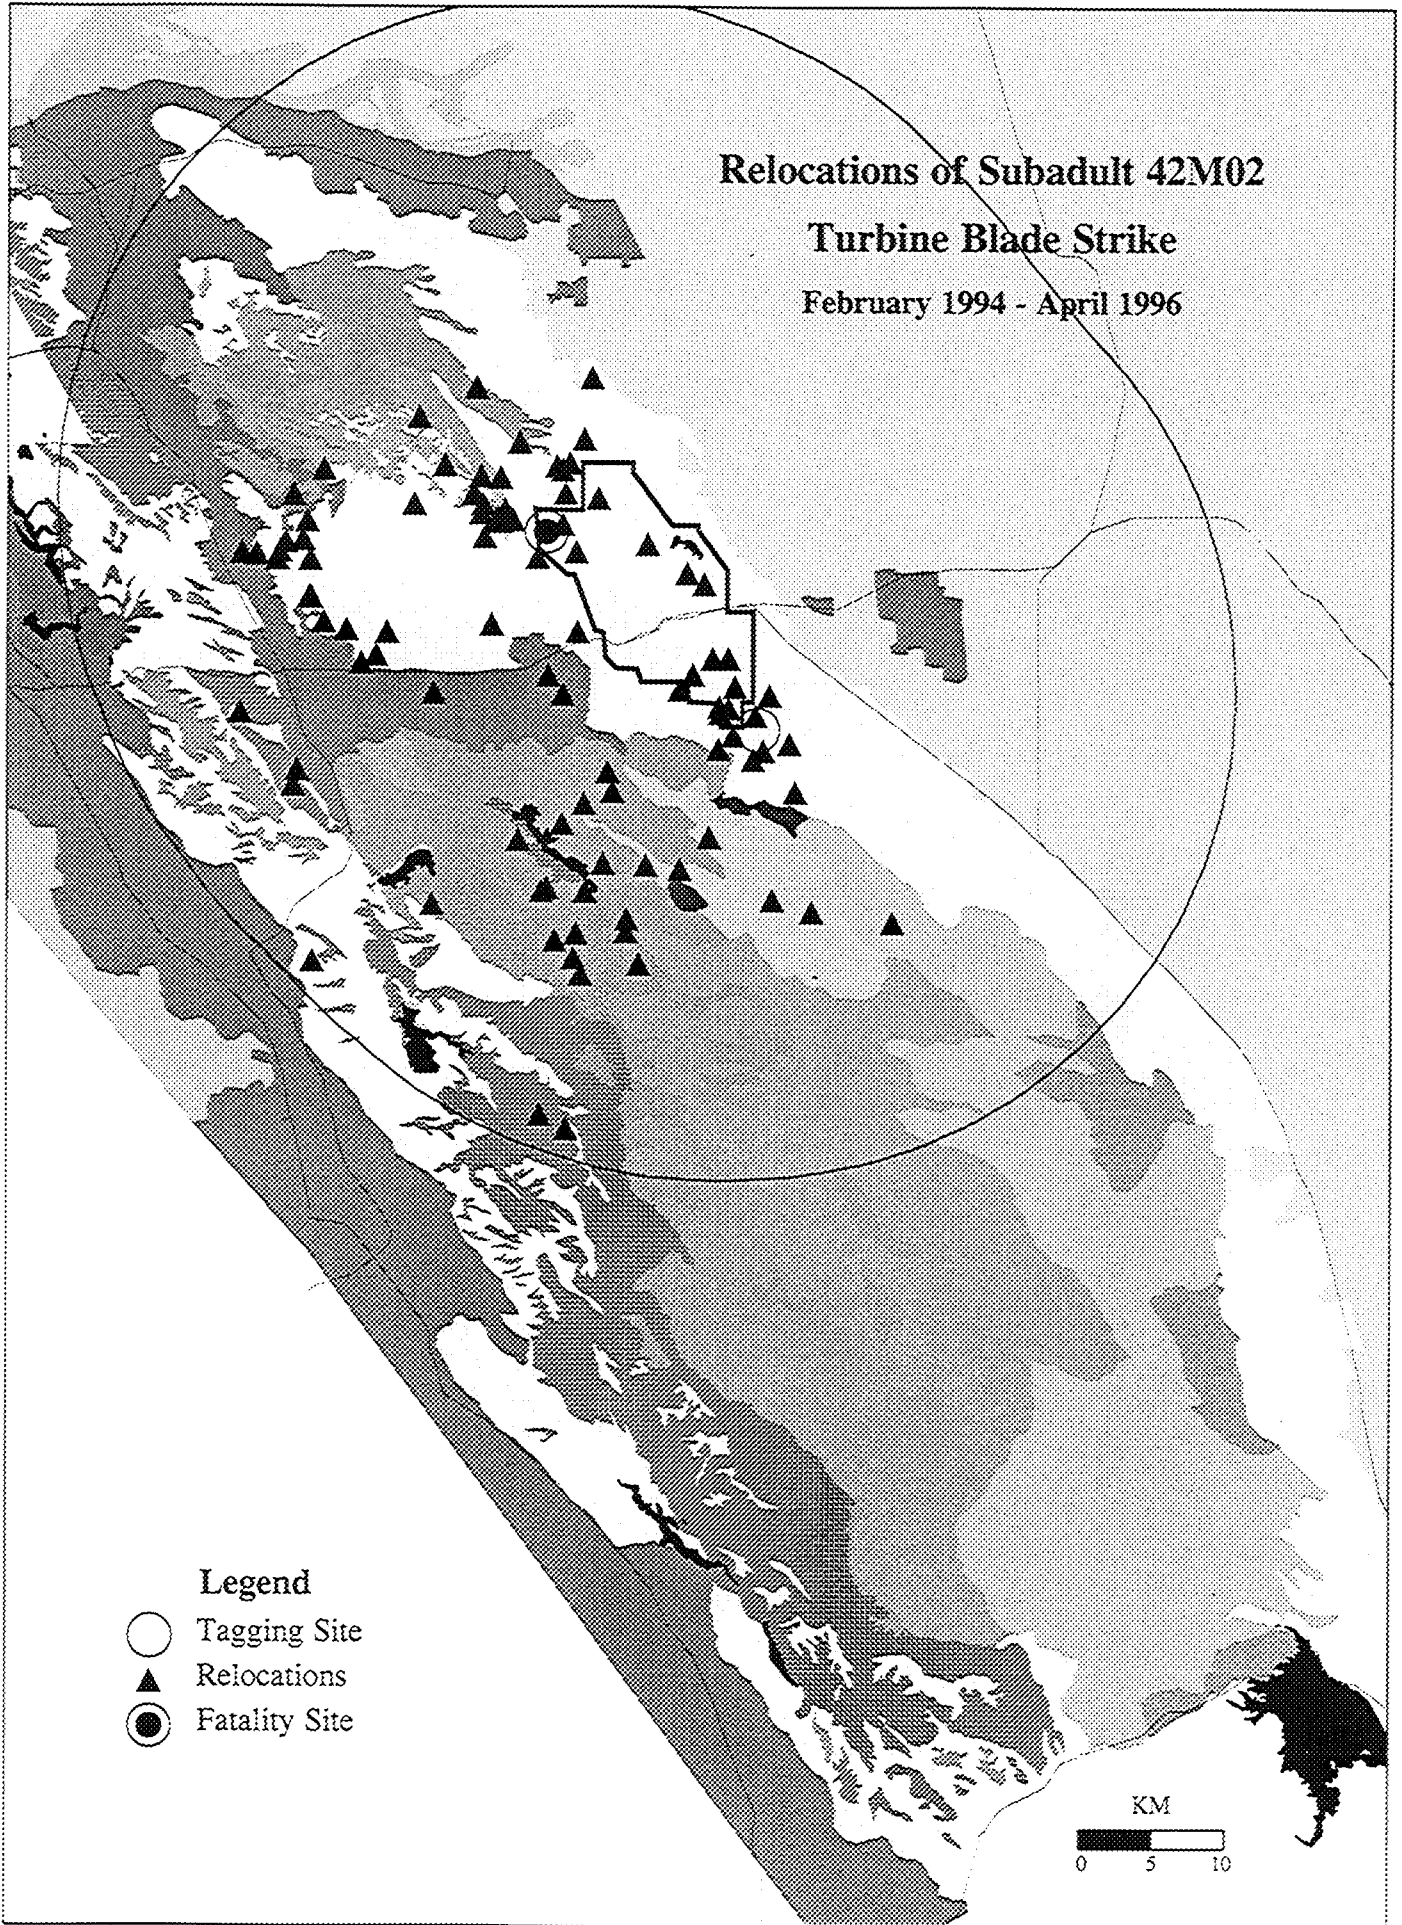 Relocations of Subadult 42M02
Turbine Blade Strike
February 1994 - April 1996
Legend
Tagging Site
Relocations
Fatality Site
KM
0 5 10